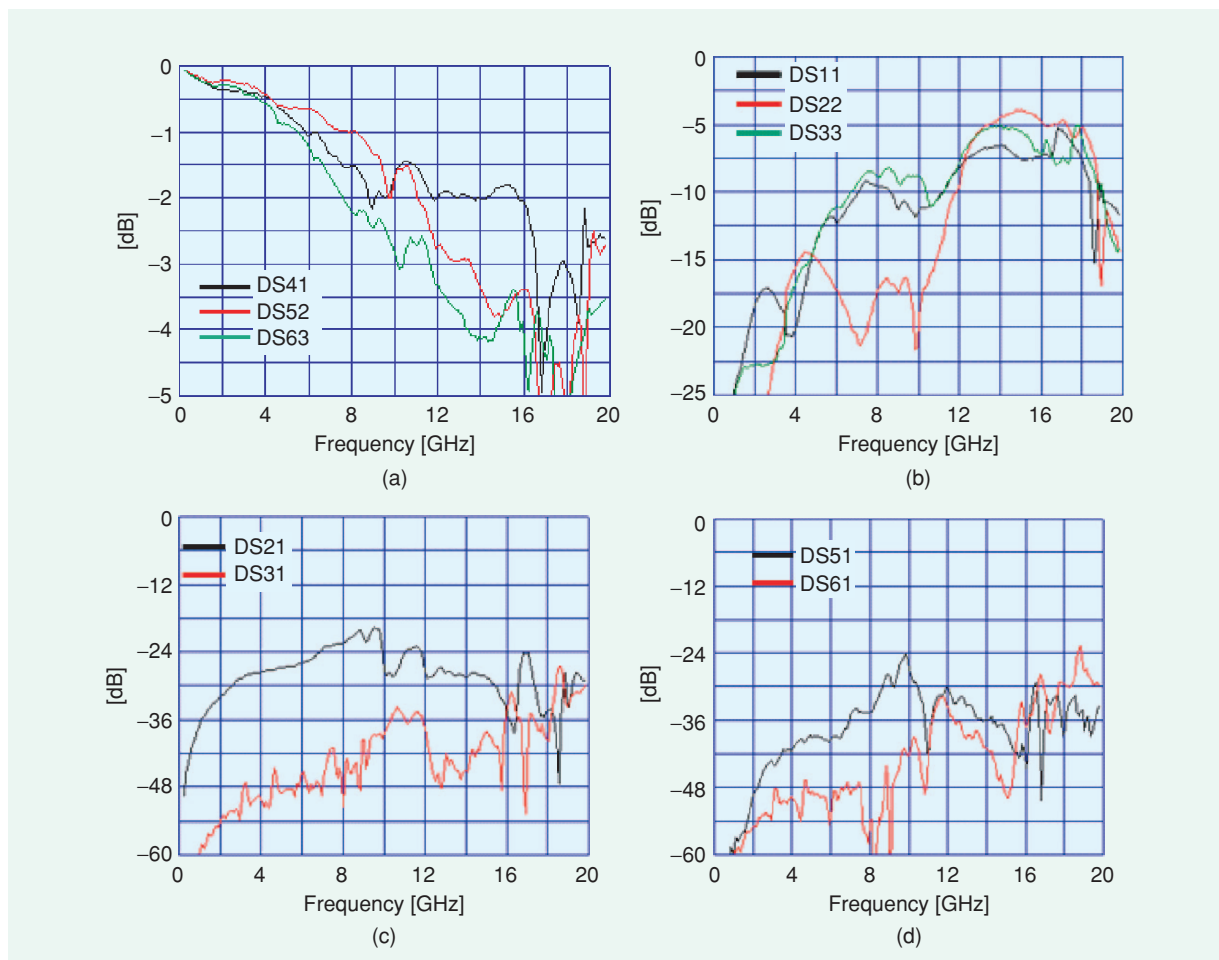 0
−1
−2
−3
−4
−5
[dB]
DS41
DS52
DS63
0 4 8 12 16 20
Frequency [GHz]
(a)
0
−5
−10
−15
−20
−25
[dB]
DS11
DS22
DS33
0 4 8 12 16 20
Frequency [GHz]
(b)
0
−12
−24
−36
−48
−60
[dB]
DS21
DS31
0 4 8 12 16 20
Frequency [GHz]
(c)
0
−12
−24
−36
−48
−60
[dB]
DS51
DS61
0 4 8 12 16 20
Frequency [GHz]
(d)